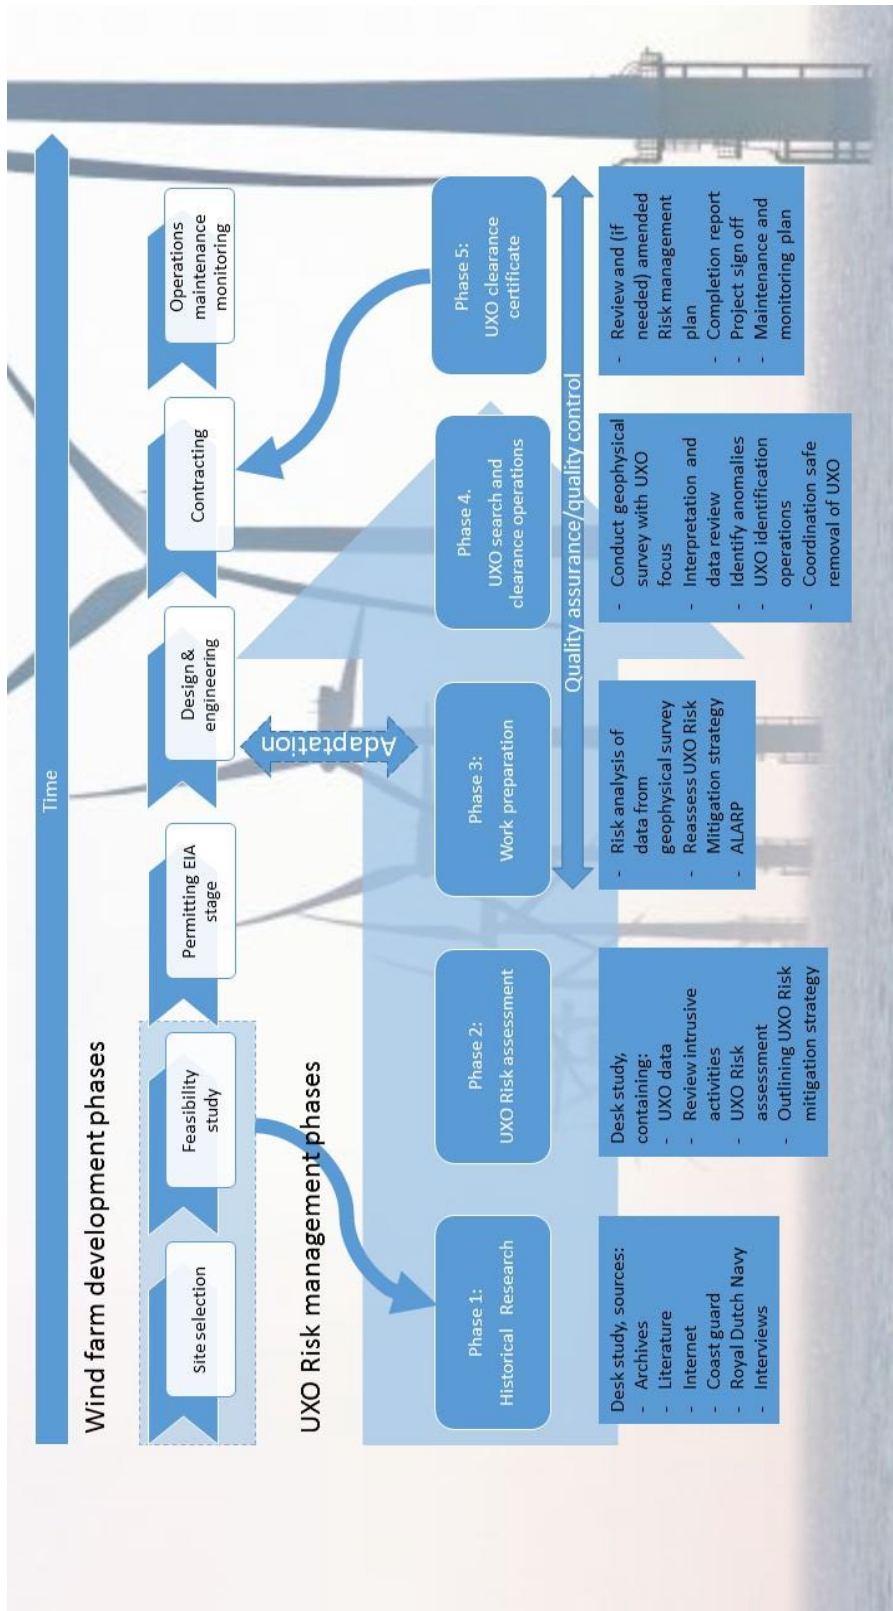 Time
Wind farm development phases
Site selection
Feasibility
study
Permitting EIA
stage
Design &
engineering
Contracting
Operations
maintenance
monitoring
UXO Risk management phases
Adaptation
Phase 1:
Historical Research
Phase 2:
UXO Risk assessment
Phase 3:
Work preparation
Phase 4.
UXO search and
clearance operations
Phase 5:
UXO clearance
certificate
Quality assurance/quality control
Desk study, sources:
- Archives
- Literature
- Internet
- Coast guard
- Royal Dutch Navy
- Interviews
Desk study,
containing:
- UXO data
- Review intrusive
activities
- UXO Risk
assessment
- Outlining UXO Risk
mitigation strategy
- Risk analysis of
data from
geophysical survey
- Reassess UXO Risk
Mitigation strategy
- ALARP
- Conduct geophysical
survey with UXO
focus
- Interpretation and
data review
- Identify anomalies
- UXO identification
operations
- Coordination safe
removal of UXO
- Review and (if
needed) amended
Risk management
plan
- Completion report
- Project sign off
- Maintenance and
monitoring plan